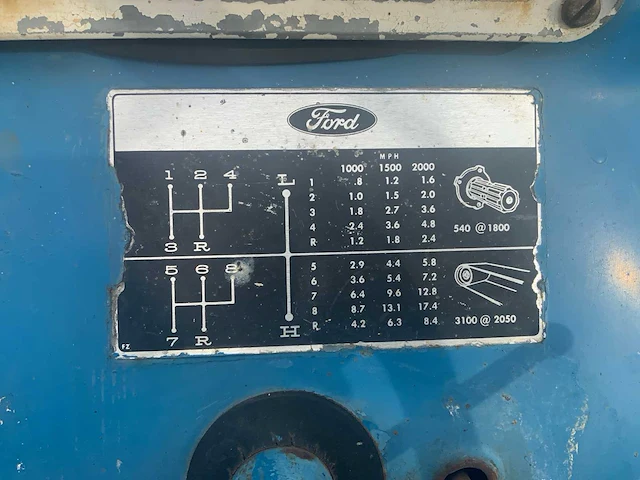 Ford
MPH
1000 1500 2000
1 2 4
3 R
L
1 .8 1.2 1.6
2 1.0 1.5 2.0
3 1.8 2.7 3.6
4 2.4 3.6 4.8
R 1.2 1.8 2.4
540 @ 1800
5 6 8
7 R
H
5 2.9 4.4 5.8
6 3.6 5.4 7.2
7 6.4 9.6 12.8
8 8.7 13.1 17.4
R 4.2 6.3 8.4
3100 @ 2050
FZ